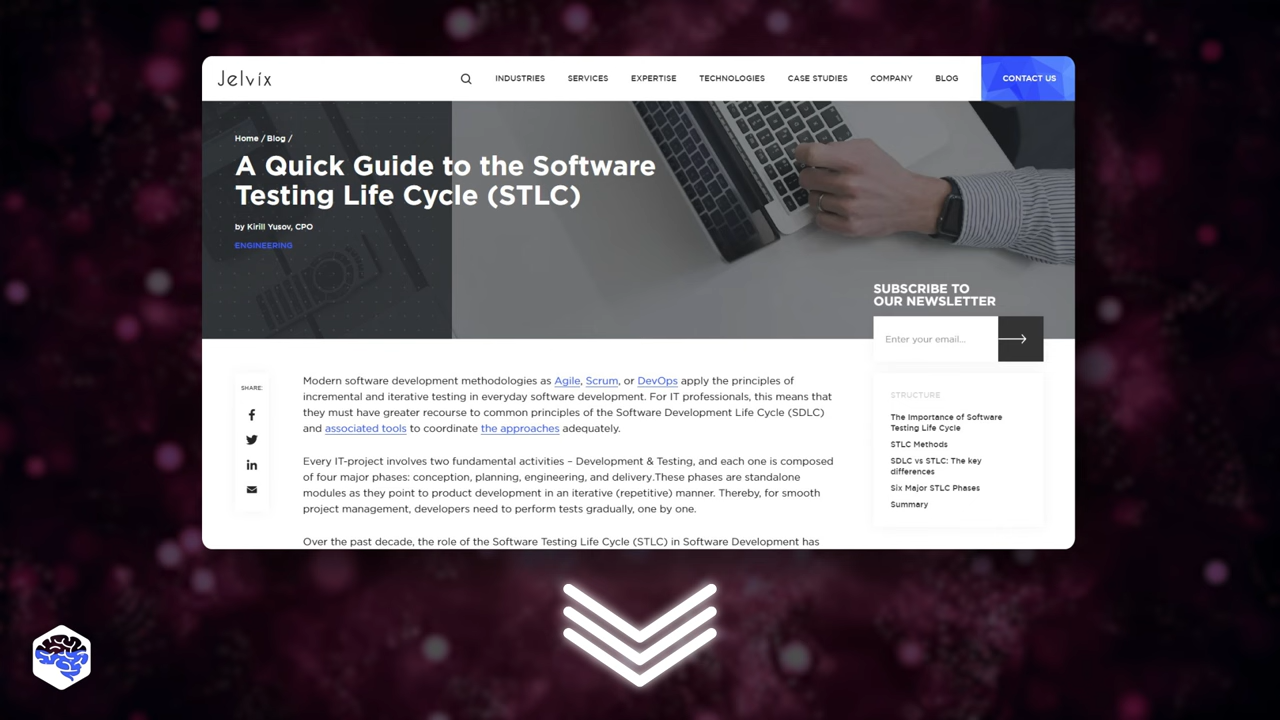 Jelvix
INDUSTRIES
SERVICES
EXPERTISE
TECHNOLOGIES
CASE STUDIES
COMPANY
BLOG
CONTACT US
Home / Blog /
A Quick Guide to the Software
Testing Life Cycle (STLC)
by Kirill Yusov, CPO
ENGINEERING
SUBSCRIBE TO
OUR NEWSLETTER
Enter your email...
SHARE:
Modern software development methodologies as Agile, Scrum, or DevOps apply the principles of
incremental and iterative testing in everyday software development. For IT professionals, this means that
they must have greater recourse to common principles of the Software Development Life Cycle (SDLC)
and associated tools to coordinate the approaches adequately.
Every IT-project involves two fundamental activities – Development & Testing, and each one is composed
of four major phases: conception, planning, engineering, and delivery.These phases are standalone
modules as they point to product development in an iterative (repetitive) manner. Thereby, for smooth
project management, developers need to perform tests gradually, one by one.
Over the past decade, the role of the Software Testing Life Cycle (STLC) in Software Development has
STRUCTURE
The Importance of Software
Testing Life Cycle
STLC Methods
SDLC vs STLC: The key
differences
Six Major STLC Phases
Summary